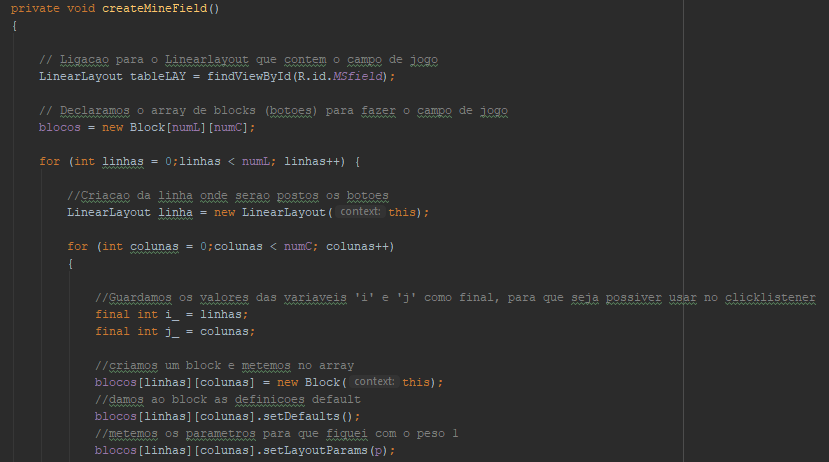 private void createMineField()
{
// Ligacao para o Linearlayout que contem o campo de jogo
LinearLayout tableLAY = findViewById(R.id.MSfield);
// Declaramos o array de blocks (botoes) para fazer o campo de jogo
blocos = new Block[numL][numC];
for (int linhas = 0;linhas < numL; linhas++) {
//Criacao da linha onde serao postos os botoes
LinearLayout linha = new LinearLayout( context: this);
for (int colunas = 0;colunas < numC; colunas++)
{
//Guardamos os valores das variaveis 'i' e 'j' como final, para que seja possiver usar no clicklistener
final int i_ = linhas;
final int j_ = colunas;
//criamos um block e metemos no array
blocos[linhas][colunas] = new Block( context: this);
//damos ao block as definicoes default
blocos[linhas][colunas].setDefaults();
//metemos os parametros para que fiquei com o peso 1
blocos[linhas][colunas].setLayoutParams(p);